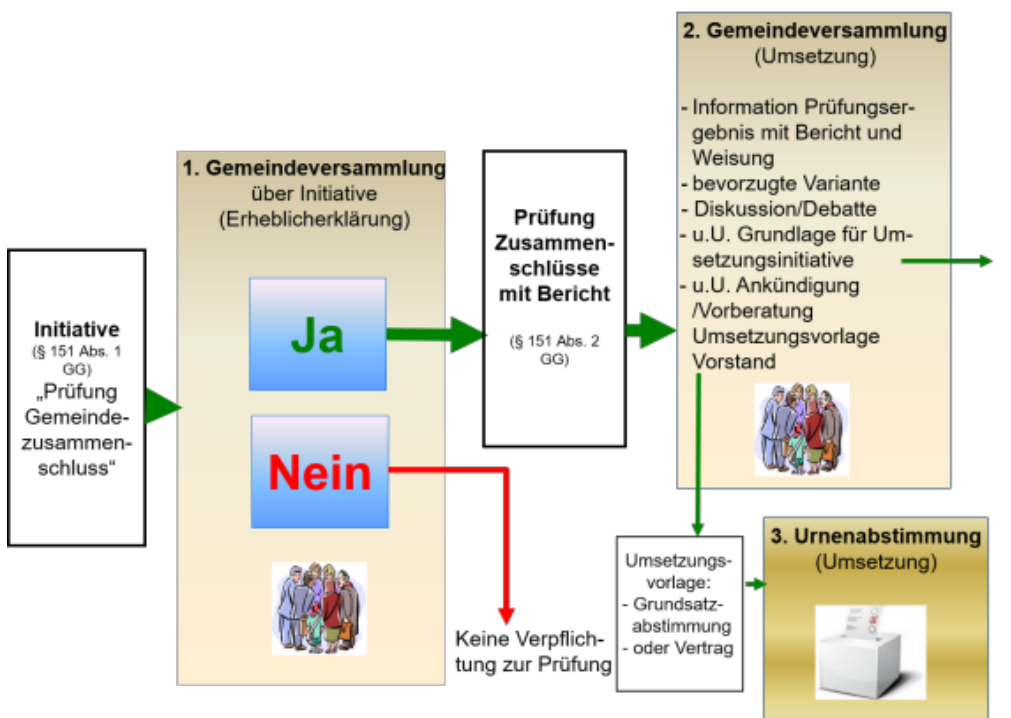 Initiative
(§ 151 Abs. 1
GG)
„Prüfung
Gemeinde-
zusammen-
schluss“
1. Gemeindeversammlung
über Initiative
(Erheblicherklärung)
Ja
Nein
Keine Verpflich-
tung zur Prüfung
Prüfung
Zusammen-
schlüsse
mit Bericht
(§ 151 Abs. 2
GG)
2. Gemeindeversammlung
(Umsetzung)
- Information Prüfungser-
gebnis mit Bericht und
Weisung
- bevorzugte Variante
- Diskussion/Debatte
- u.U. Grundlage für Um-
setzungsinitiative
- u.U. Ankündigung
/Vorberatung
Umsetzungsvorlage
Vorstand
Umsetzungs-
vorlage:
- Grundsatz-
abstimmung
- oder Vertrag
3. Urnenabstimmung
(Umsetzung)